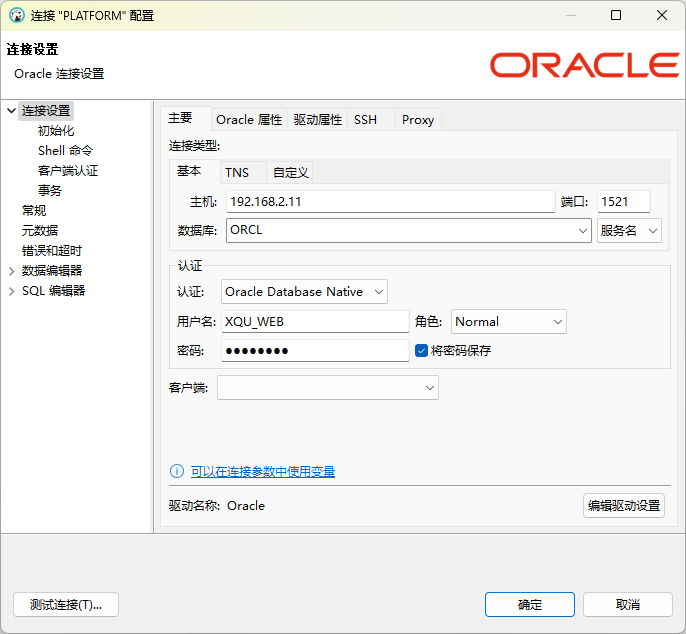 连接 "PLATFORM" 配置
连接设置
Oracle 连接设置
ORACLE
连接设置
初始化
Shell 命令
客户端认证
事务
常规
元数据
错误和超时
数据编辑器
SQL 编辑器
主要 Oracle 属性 驱动属性 SSH Proxy
连接类型:
基本 TNS 自定义
主机: 192.168.2.11 端口: 1521
数据库: ORCL 服务名
认证
认证: Oracle Database Native
用户名: XQU_WEB 角色: Normal
密码: ●●●●●●●● 将密码保存
客户端:
可以在连接参数中使用变量
驱动名称: Oracle 编辑驱动设置
测试连接(T)... 确定 取消